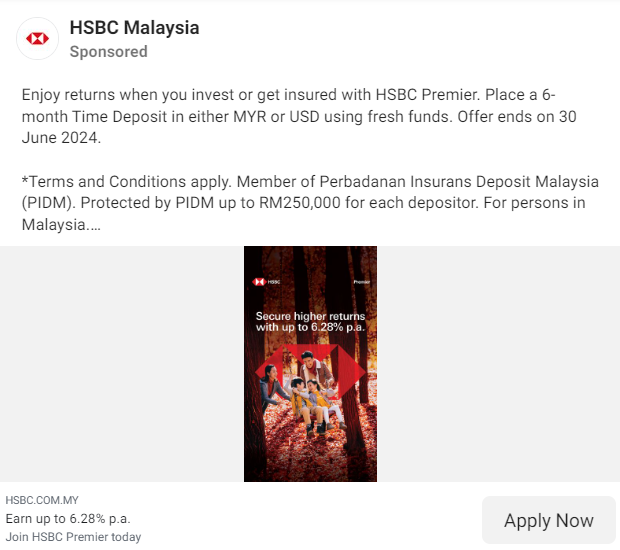 HSBC Malaysia
Sponsored
Enjoy returns when you invest or get insured with HSBC Premier. Place a 6-
month Time Deposit in either MYR or USD using fresh funds. Offer ends on 30
June 2024.
*Terms and Conditions apply. Member of Perbadanan Insurans Deposit Malaysia
(PIDM). Protected by PIDM up to RM250,000 for each depositor. For persons in
Malaysia....
HSBC Premier
Secure higher returns
with up to 6.28% p.a.
HSBC.COM.MY
Earn up to 6.28% p.a.
Join HSBC Premier today
Apply Now